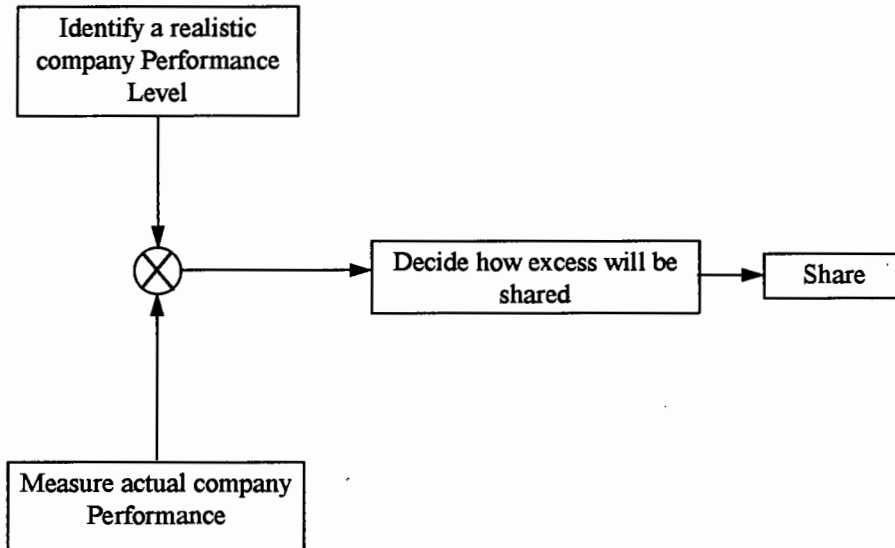 Identify a realistic
company Performance
Level
Decide how excess will be
shared
Share
Measure actual company
Performance